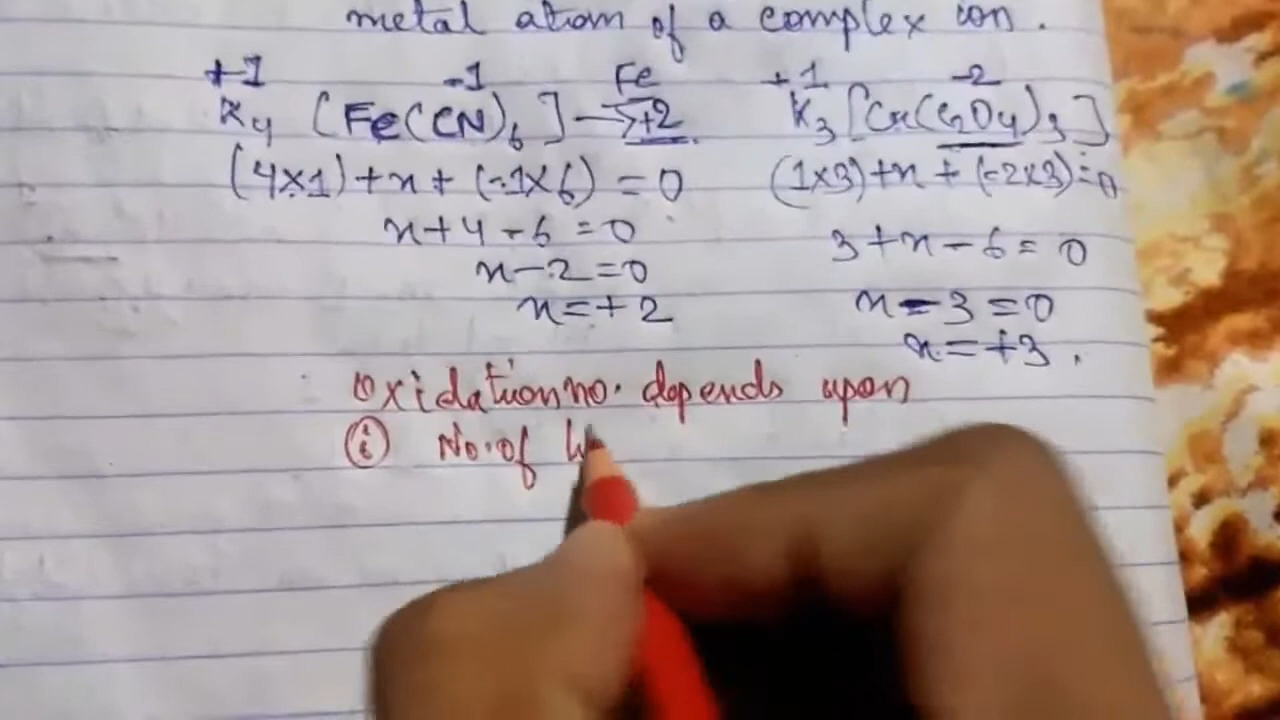 metal atom of a complex ion.
+1 -1 Fe
K4 [Fe(CN)6] → +2
(4×1)+x+(-1×6)=0
x+4-6=0
x-2=0
x=+2
+1 -2
K3[Cr(C2O4)3]
(1×3)+x+(-2×3)=0
3+x-6=0
x-3=0
x=+3.
Oxidation no. depends upon
(i) No. of